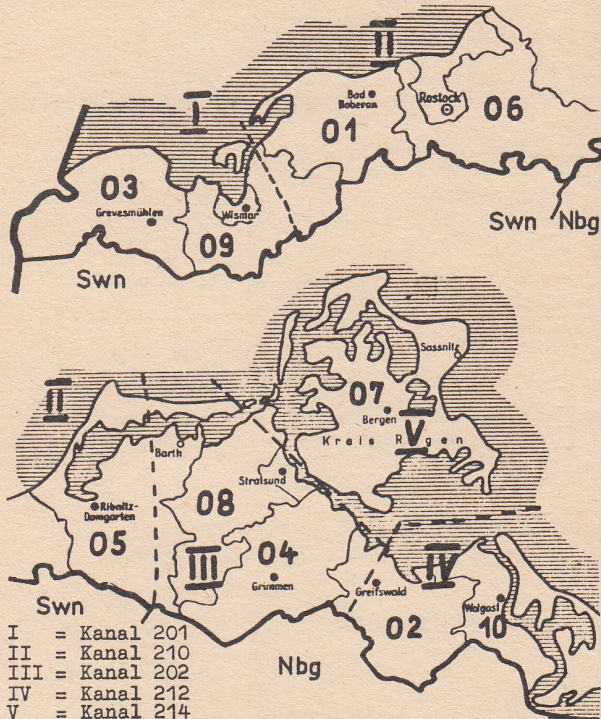 II
I
Bad
Doberan
Rostock
06
01
03
Grevesmühlen
Wismar
09
Swn Nbg
Swn
Sassnitz
07
Bergen
II
V
Kreis Rügen
Barth
Stralsund
08
Ribnitz-
Damgarten
05
04
III
Grimmen
IV
Greifswald
Wolgast
02
10
Swn
Nbg
I = Kanal 201
II = Kanal 210
III = Kanal 202
IV = Kanal 212
V = Kanal 214